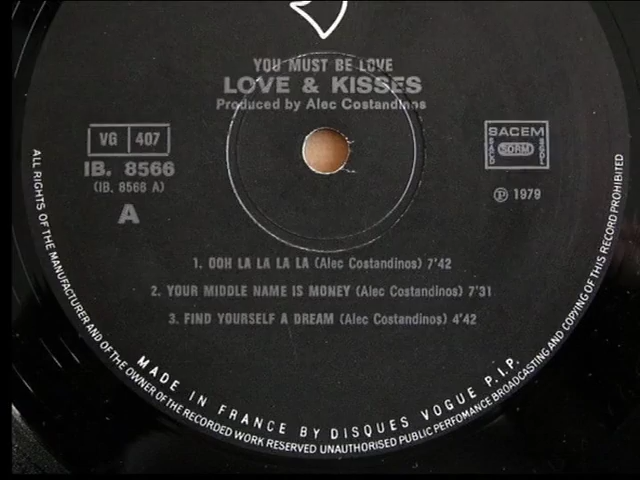 YOU MUST BE LOVE
LOVE & KISSES
Produced by Alec Costandinos
VG 407
IB. 8566
(IB. 8566 A)
A
SACEM
SACD
SDRM
SGDL
℗ 1979
1. OOH LA LA LA LA (Alec Costandinos) 7'42
2. YOUR MIDDLE NAME IS MONEY (Alec Costandinos) 7'31
3. FIND YOURSELF A DREAM (Alec Costandinos) 4'42
MADE IN FRANCE BY DISQUES VOGUE P.I.P.
ALL RIGHTS OF THE MANUFACTURER AND OF THE OWNER OF THE RECORDED WORK RESERVED UNAUTHORISED PUBLIC PERFOMANCE BROADCASTING AND COPYING OF THIS RECORD PROHIBITED